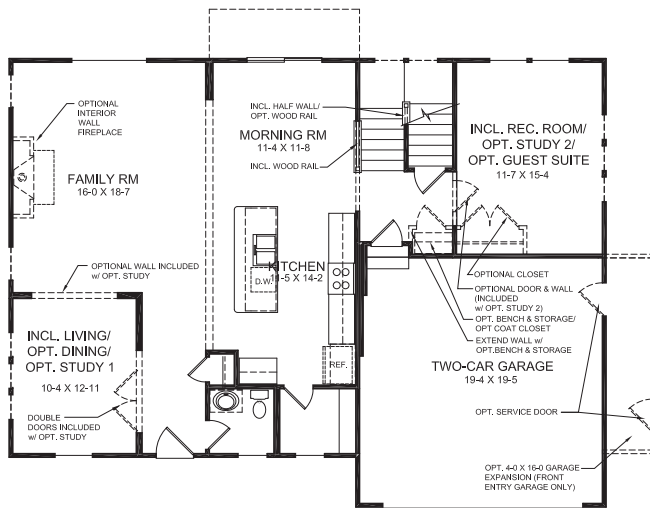 OPTIONAL
INTERIOR
WALL
FIREPLACE
FAMILY RM
16-0 X 18-7
MORNING RM
11-4 X 11-8
INCL. HALF WALL/
OPT. WOOD RAIL
INCL. WOOD RAIL
INCL. REC. ROOM/
OPT. STUDY 2/
OPT. GUEST SUITE
11-7 X 15-4
KITCHEN
11-5 X 14-2
D.W.
REF.
OPTIONAL WALL INCLUDED
w/ OPT. STUDY
INCL. LIVING/
OPT. DINING/
OPT. STUDY 1
10-4 X 12-11
DOUBLE
DOORS INCLUDED
w/ OPT. STUDY
OPTIONAL CLOSET
OPTIONAL DOOR & WALL
(INCLUDED
w/ OPT. STUDY 2)
OPT. BENCH & STORAGE/
OPT COAT CLOSET
EXTEND WALL w/
OPT.BENCH & STORAGE
TWO-CAR GARAGE
19-4 X 19-5
OPT. SERVICE DOOR
OPT. 4-0 X 16-0 GARAGE
EXPANSION (FRONT
ENTRY GARAGE ONLY)